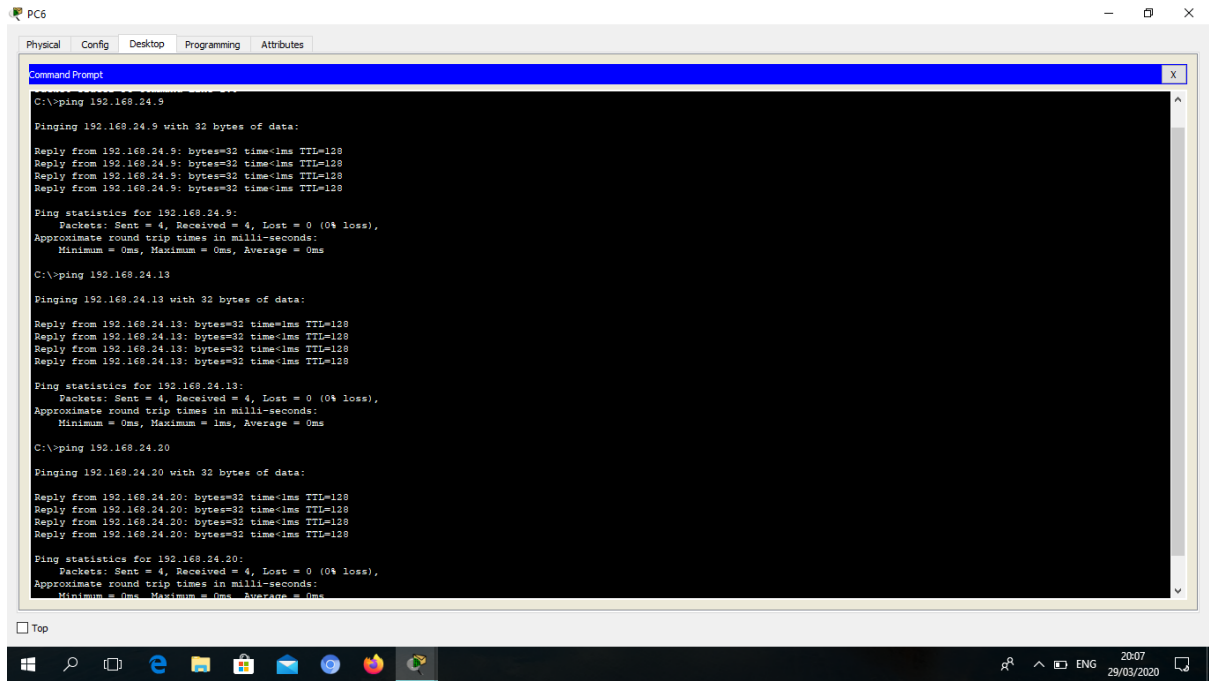 PC6
Physical Config Desktop Programming Attributes
Command Prompt X
C:\>ping 192.168.24.9
Pinging 192.168.24.9 with 32 bytes of data:
Reply from 192.168.24.9: bytes=32 time<1ms TTL=128
Reply from 192.168.24.9: bytes=32 time<1ms TTL=128
Reply from 192.168.24.9: bytes=32 time<1ms TTL=128
Reply from 192.168.24.9: bytes=32 time<1ms TTL=128
Ping statistics for 192.168.24.9:
Packets: Sent = 4, Received = 4, Lost = 0 (0% loss),
Approximate round trip times in milli-seconds:
Minimum = 0ms, Maximum = 0ms, Average = 0ms
C:\>ping 192.168.24.13
Pinging 192.168.24.13 with 32 bytes of data:
Reply from 192.168.24.13: bytes=32 time=1ms TTL=128
Reply from 192.168.24.13: bytes=32 time<1ms TTL=128
Reply from 192.168.24.13: bytes=32 time<1ms TTL=128
Reply from 192.168.24.13: bytes=32 time<1ms TTL=128
Ping statistics for 192.168.24.13:
Packets: Sent = 4, Received = 4, Lost = 0 (0% loss),
Approximate round trip times in milli-seconds:
Minimum = 0ms, Maximum = 1ms, Average = 0ms
C:\>ping 192.168.24.20
Pinging 192.168.24.20 with 32 bytes of data:
Reply from 192.168.24.20: bytes=32 time<1ms TTL=128
Reply from 192.168.24.20: bytes=32 time<1ms TTL=128
Reply from 192.168.24.20: bytes=32 time<1ms TTL=128
Reply from 192.168.24.20: bytes=32 time<1ms TTL=128
Ping statistics for 192.168.24.20:
Packets: Sent = 4, Received = 4, Lost = 0 (0% loss),
Approximate round trip times in milli-seconds:
Minimum = 0ms, Maximum = 0ms, Average = 0ms
Top
ENG
20:07
29/03/2020